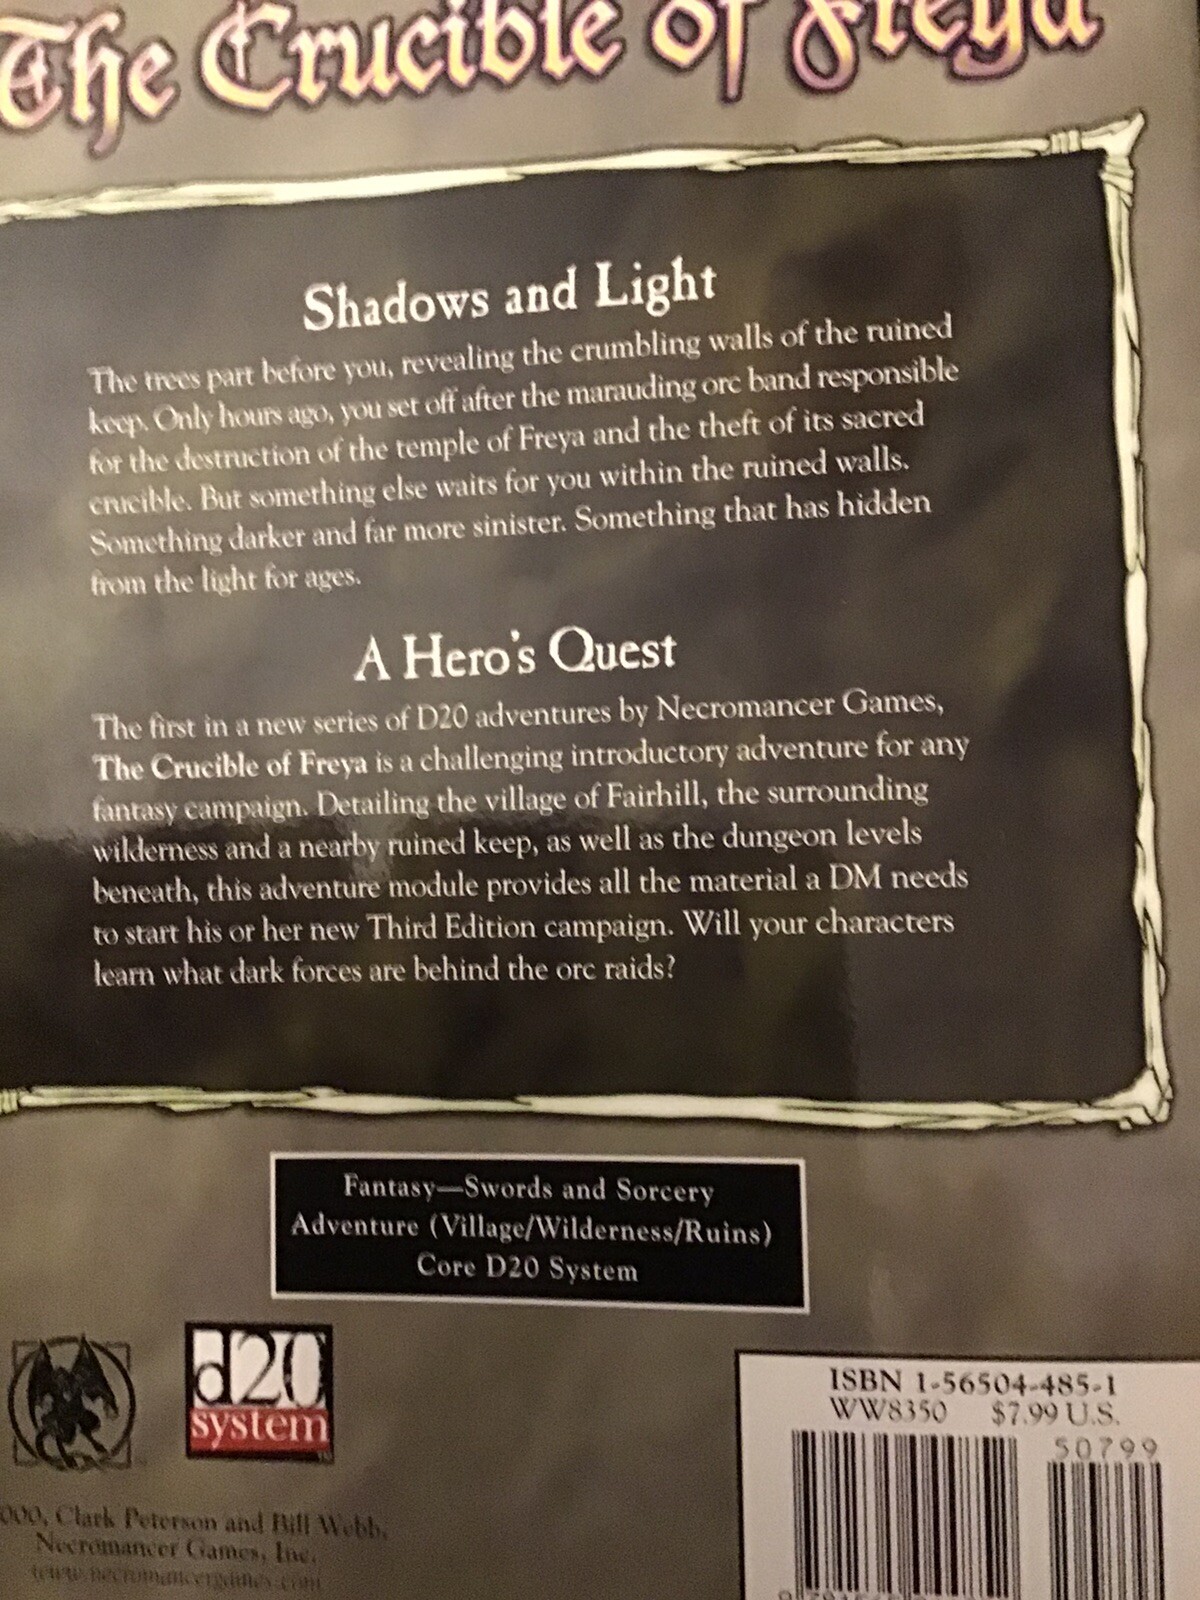 The Crucible of Freya
Shadows and Light
The trees part before you, revealing the crumbling walls of the ruined
keep. Only hours ago, you set off after the marauding orc band responsible
for the destruction of the temple of Freya and the theft of its sacred
crucible. But something else waits for you within the ruined walls.
Something darker and far more sinister. Something that has hidden
from the light for ages.
A Hero's Quest
The first in a new series of D20 adventures by Necromancer Games,
The Crucible of Freya is a challenging introductory adventure for any
fantasy campaign. Detailing the village of Fairhill, the surrounding
wilderness and a nearby ruined keep, as well as the dungeon levels
beneath, this adventure module provides all the material a DM needs
to start his or her new Third Edition campaign. Will your characters
learn what dark forces are behind the orc raids?
Fantasy—Swords and Sorcery
Adventure (Village/Wilderness/Ruins)
Core D20 System
d20
system
ISBN 1-56504-485-1
WW8350 $7.99 U.S.
50799
000, Clark Peterson and Bill Webb,
Necromancer Games, Inc.
www.necromancergames.com